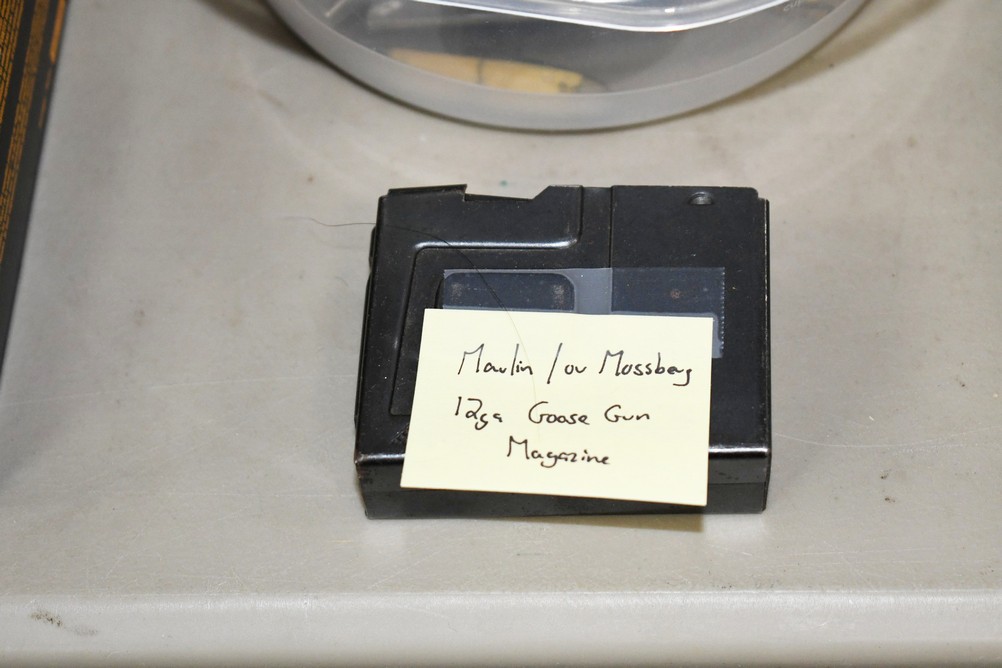 Marlin / or Mossberg
12ga Goose Gun
Magazine